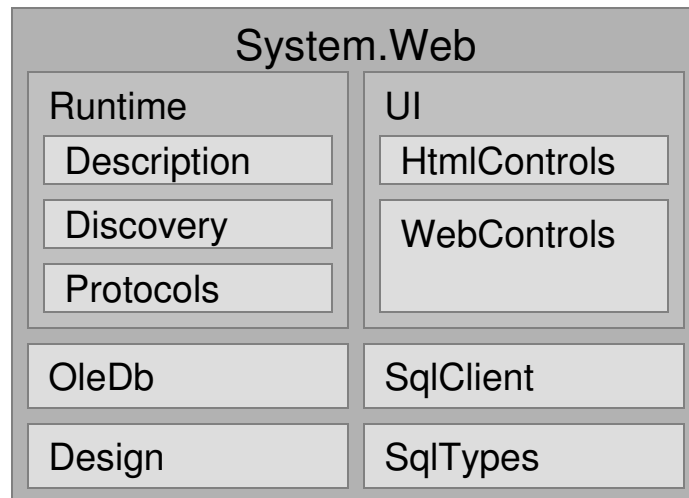 System.Web
Runtime
Description
Discovery
Protocols
UI
HtmlControls
WebControls
OleDb
SqlClient
Design
SqlTypes